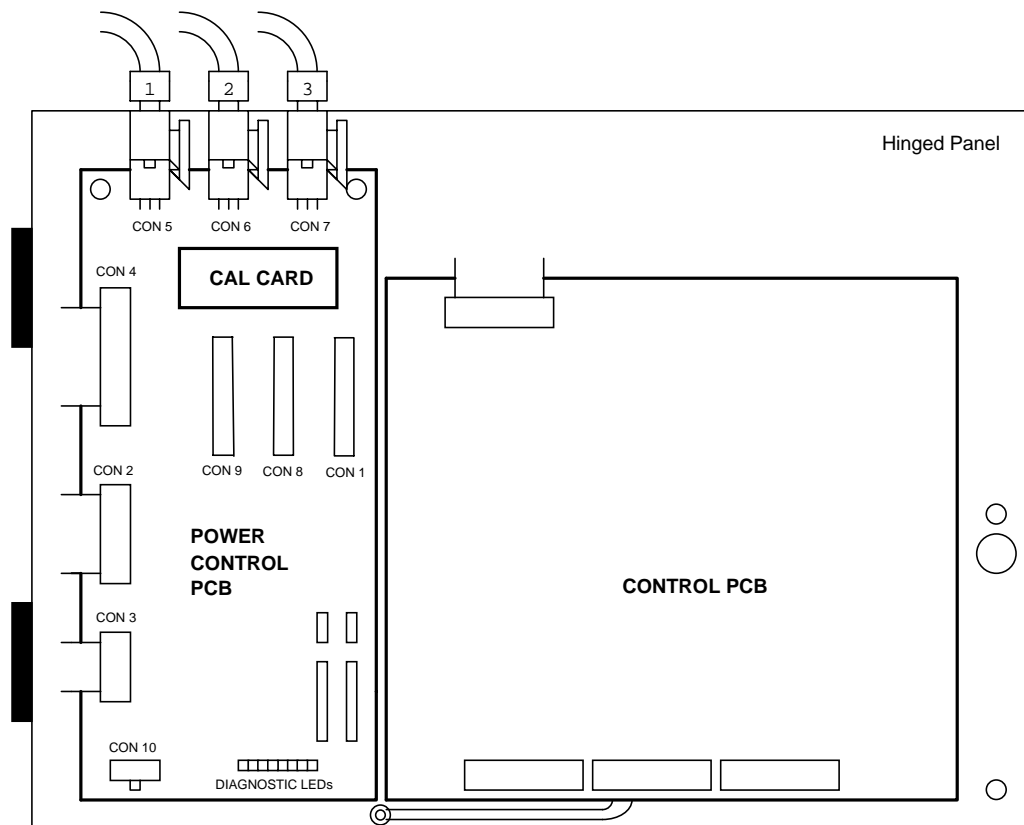 1 2 3
Hinged Panel
CON 5 CON 6 CON 7
CON 4
CAL CARD
CON 2
CON 9 CON 8 CON 1
POWER
CONTROL
PCB
CONTROL PCB
CON 3
CON 10
DIAGNOSTIC LEDs